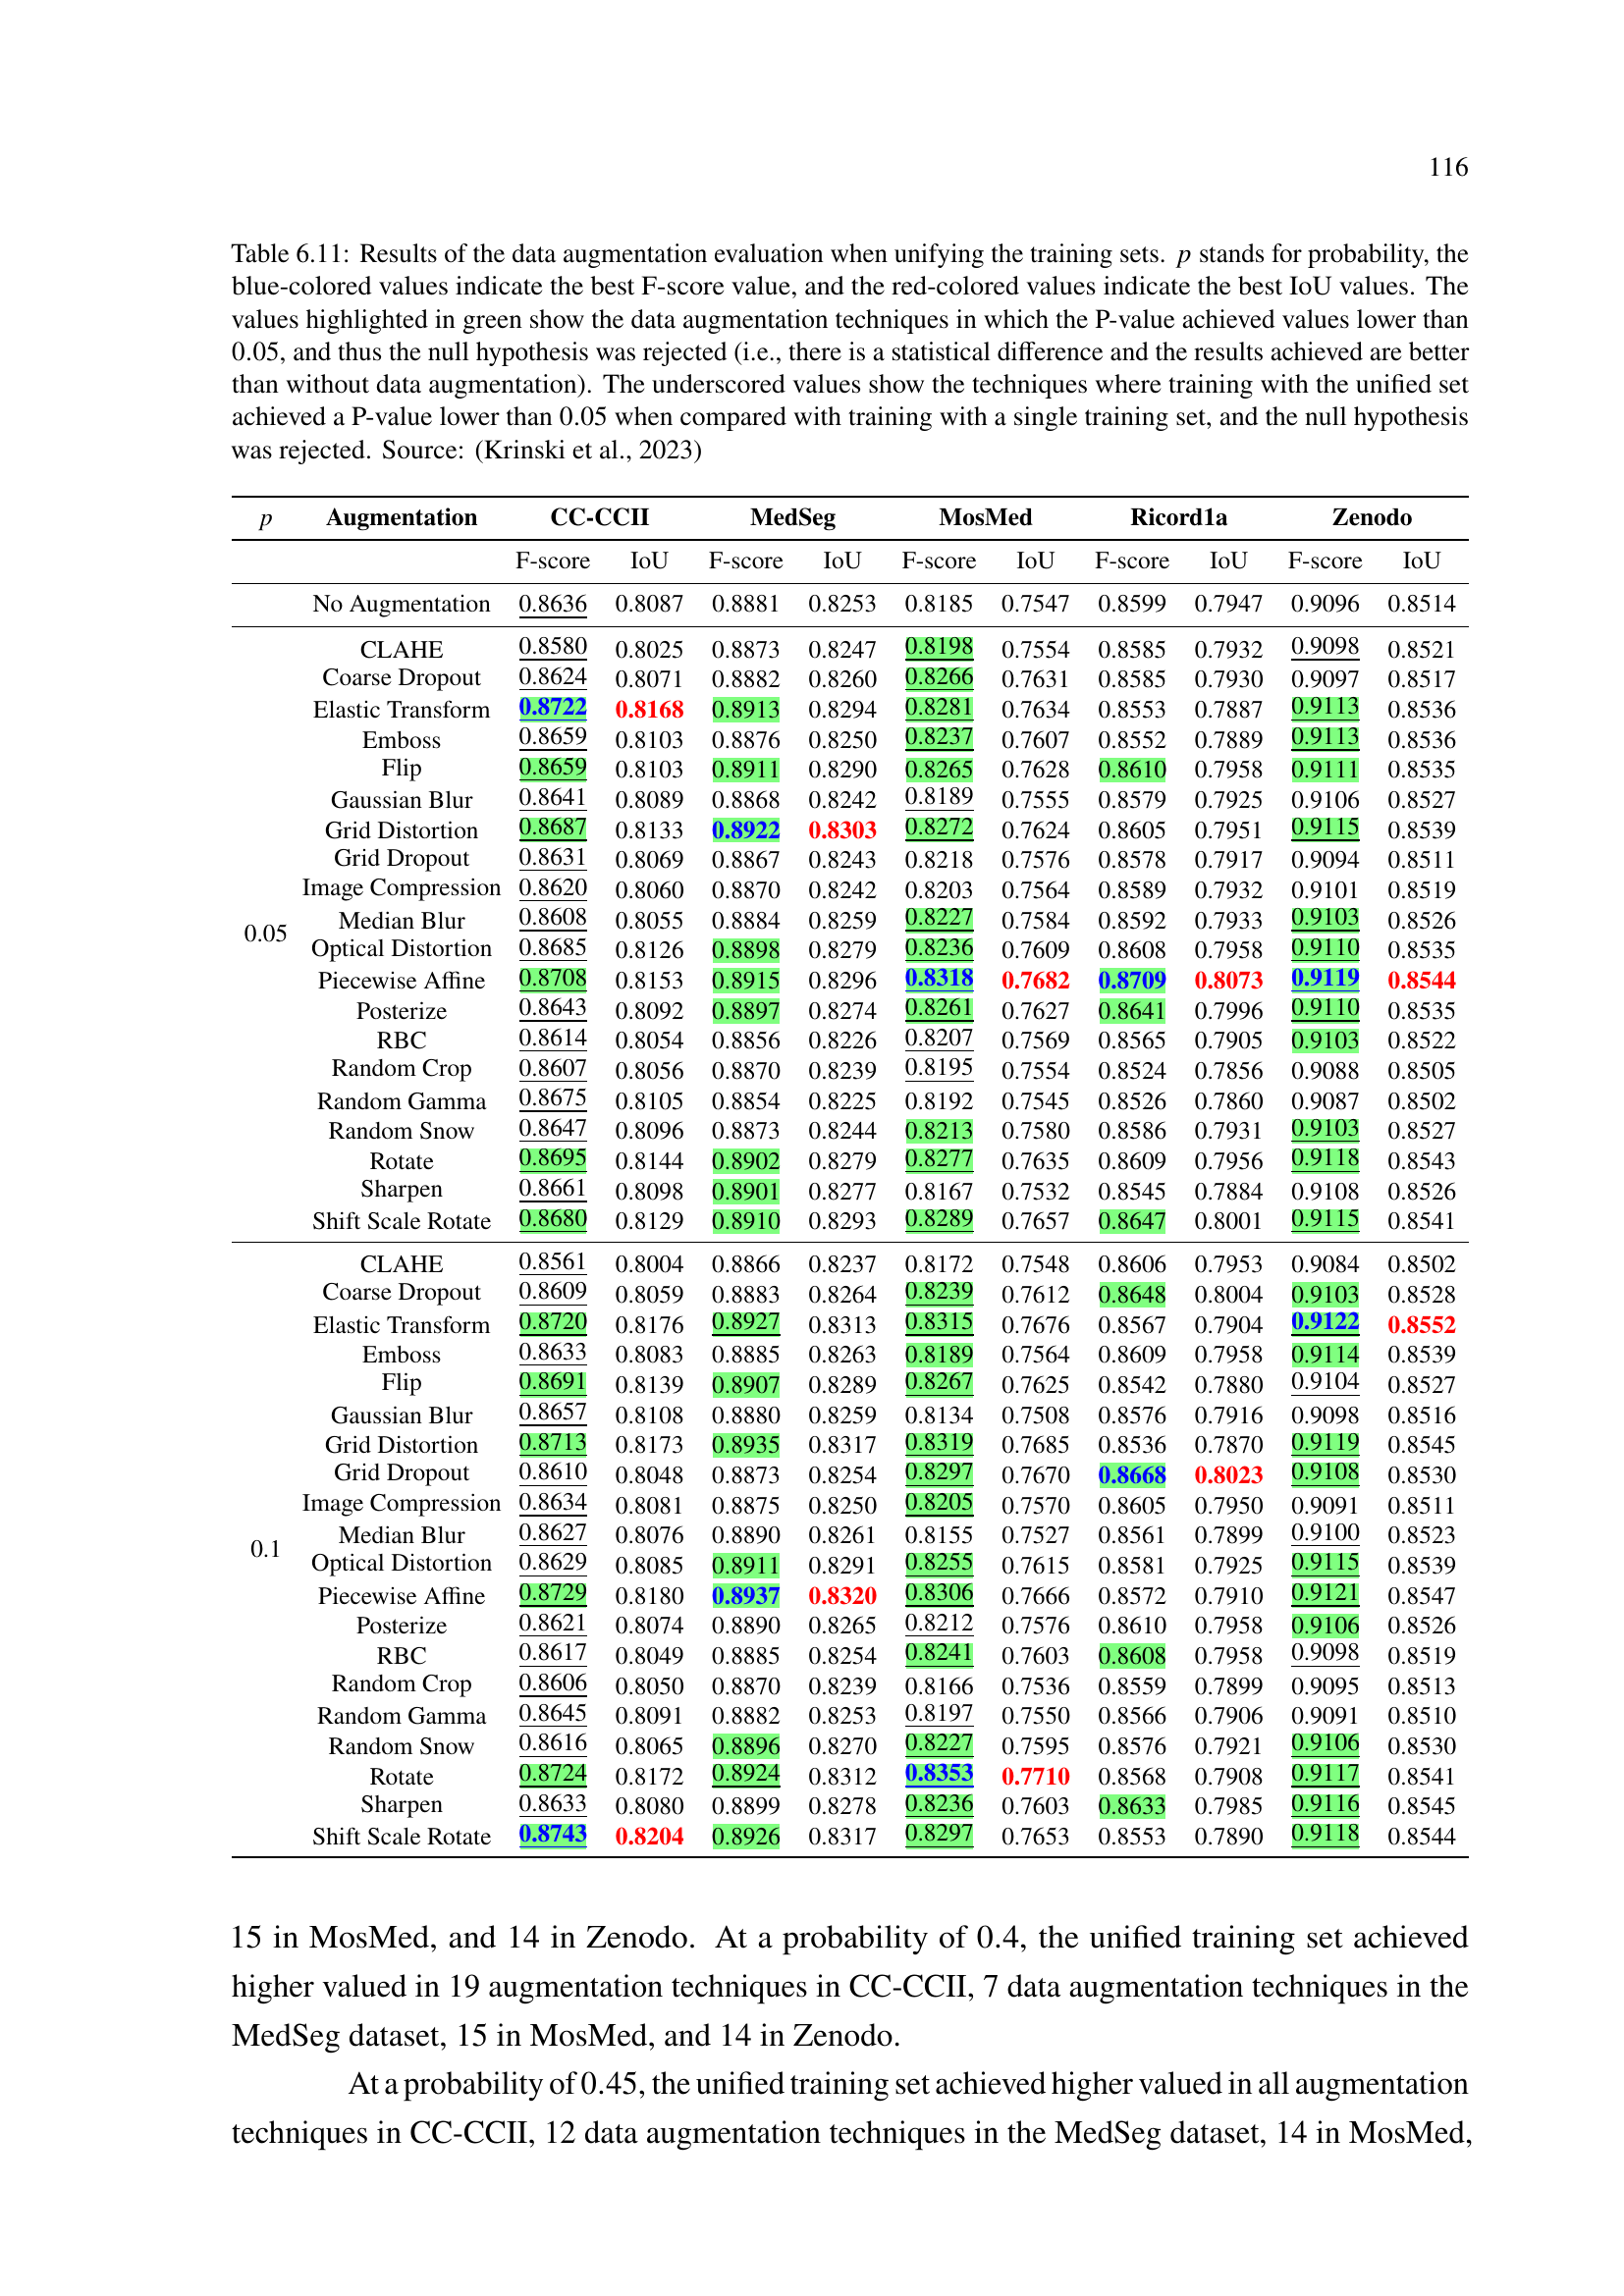 116
Table 6.11: Results of the data augmentation evaluation when unifying the training sets. p stands for probability, the
blue-colored values indicate the best F-score value, and the red-colored values indicate the best IoU values. The
values highlighted in green show the data augmentation techniques in which the P-value achieved values lower than
0.05, and thus the null hypothesis was rejected (i.e., there is a statistical difference and the results achieved are better
than without data augmentation). The underscored values show the techniques where training with the unified set
achieved a P-value lower than 0.05 when compared with training with a single training set, and the null hypothesis
was rejected. Source: (Krinski et al., 2023)
p Augmentation CC-CCII MedSeg MosMed Ricord1a Zenodo
F-score IoU F-score IoU F-score IoU F-score IoU F-score IoU
No Augmentation 0.8636 0.8087 0.8881 0.8253 0.8185 0.7547 0.8599 0.7947 0.9096 0.8514
CLAHE 0.8580 0.8025 0.8873 0.8247 0.8198 0.7554 0.8585 0.7932 0.9098 0.8521
Coarse Dropout 0.8624 0.8071 0.8882 0.8260 0.8266 0.7631 0.8585 0.7930 0.9097 0.8517
Elastic Transform 0.8722 0.8168 0.8913 0.8294 0.8281 0.7634 0.8553 0.7887 0.9113 0.8536
Emboss 0.8659 0.8103 0.8876 0.8250 0.8237 0.7607 0.8552 0.7889 0.9113 0.8536
Flip 0.8659 0.8103 0.8911 0.8290 0.8265 0.7628 0.8610 0.7958 0.9111 0.8535
Gaussian Blur 0.8641 0.8089 0.8868 0.8242 0.8189 0.7555 0.8579 0.7925 0.9106 0.8527
Grid Distortion 0.8687 0.8133 0.8922 0.8303 0.8272 0.7624 0.8605 0.7951 0.9115 0.8539
Grid Dropout 0.8631 0.8069 0.8867 0.8243 0.8218 0.7576 0.8578 0.7917 0.9094 0.8511
Image Compression 0.8620 0.8060 0.8870 0.8242 0.8203 0.7564 0.8589 0.7932 0.9101 0.8519
Median Blur 0.8608 0.8055 0.8884 0.8259 0.8227 0.7584 0.8592 0.7933 0.9103 0.8526
0.05
Optical Distortion 0.8685 0.8126 0.8898 0.8279 0.8236 0.7609 0.8608 0.7958 0.9110 0.8535
Piecewise Affine 0.8708 0.8153 0.8915 0.8296 0.8318 0.7682 0.8709 0.8073 0.9119 0.8544
Posterize 0.8643 0.8092 0.8897 0.8274 0.8261 0.7627 0.8641 0.7996 0.9110 0.8535
RBC 0.8614 0.8054 0.8856 0.8226 0.8207 0.7569 0.8565 0.7905 0.9103 0.8522
Random Crop 0.8607 0.8056 0.8870 0.8239 0.8195 0.7554 0.8524 0.7856 0.9088 0.8505
Random Gamma 0.8675 0.8105 0.8854 0.8225 0.8192 0.7545 0.8526 0.7860 0.9087 0.8502
Random Snow 0.8647 0.8096 0.8873 0.8244 0.8213 0.7580 0.8586 0.7931 0.9103 0.8527
Rotate 0.8695 0.8144 0.8902 0.8279 0.8277 0.7635 0.8609 0.7956 0.9118 0.8543
Sharpen 0.8661 0.8098 0.8901 0.8277 0.8167 0.7532 0.8545 0.7884 0.9108 0.8526
Shift Scale Rotate 0.8680 0.8129 0.8910 0.8293 0.8289 0.7657 0.8647 0.8001 0.9115 0.8541
CLAHE 0.8561 0.8004 0.8866 0.8237 0.8172 0.7548 0.8606 0.7953 0.9084 0.8502
Coarse Dropout 0.8609 0.8059 0.8883 0.8264 0.8239 0.7612 0.8648 0.8004 0.9103 0.8528
Elastic Transform 0.8720 0.8176 0.8927 0.8313 0.8315 0.7676 0.8567 0.7904 0.9122 0.8552
Emboss 0.8633 0.8083 0.8885 0.8263 0.8189 0.7564 0.8609 0.7958 0.9114 0.8539
Flip 0.8691 0.8139 0.8907 0.8289 0.8267 0.7625 0.8542 0.7880 0.9104 0.8527
Gaussian Blur 0.8657 0.8108 0.8880 0.8259 0.8134 0.7508 0.8576 0.7916 0.9098 0.8516
Grid Distortion 0.8713 0.8173 0.8935 0.8317 0.8319 0.7685 0.8536 0.7870 0.9119 0.8545
Grid Dropout 0.8610 0.8048 0.8873 0.8254 0.8297 0.7670 0.8668 0.8023 0.9108 0.8530
Image Compression 0.8634 0.8081 0.8875 0.8250 0.8205 0.7570 0.8605 0.7950 0.9091 0.8511
Median Blur 0.8627 0.8076 0.8890 0.8261 0.8155 0.7527 0.8561 0.7899 0.9100 0.8523
0.1
Optical Distortion 0.8629 0.8085 0.8911 0.8291 0.8255 0.7615 0.8581 0.7925 0.9115 0.8539
Piecewise Affine 0.8729 0.8180 0.8937 0.8320 0.8306 0.7666 0.8572 0.7910 0.9121 0.8547
Posterize 0.8621 0.8074 0.8890 0.8265 0.8212 0.7576 0.8610 0.7958 0.9106 0.8526
RBC 0.8617 0.8049 0.8885 0.8254 0.8241 0.7603 0.8608 0.7958 0.9098 0.8519
Random Crop 0.8606 0.8050 0.8870 0.8239 0.8166 0.7536 0.8559 0.7899 0.9095 0.8513
Random Gamma 0.8645 0.8091 0.8882 0.8253 0.8197 0.7550 0.8566 0.7906 0.9091 0.8510
Random Snow 0.8616 0.8065 0.8896 0.8270 0.8227 0.7595 0.8576 0.7921 0.9106 0.8530
Rotate 0.8724 0.8172 0.8924 0.8312 0.8353 0.7710 0.8568 0.7908 0.9117 0.8541
Sharpen 0.8633 0.8080 0.8899 0.8278 0.8236 0.7603 0.8633 0.7985 0.9116 0.8545
Shift Scale Rotate 0.8743 0.8204 0.8926 0.8317 0.8297 0.7653 0.8553 0.7890 0.9118 0.8544
15 in MosMed, and 14 in Zenodo. At a probability of 0.4, the unified training set achieved
higher valued in 19 augmentation techniques in CC-CCII, 7 data augmentation techniques in the
MedSeg dataset, 15 in MosMed, and 14 in Zenodo.
At a probability of 0.45, the unified training set achieved higher valued in all augmentation
techniques in CC-CCII, 12 data augmentation techniques in the MedSeg dataset, 14 in MosMed,